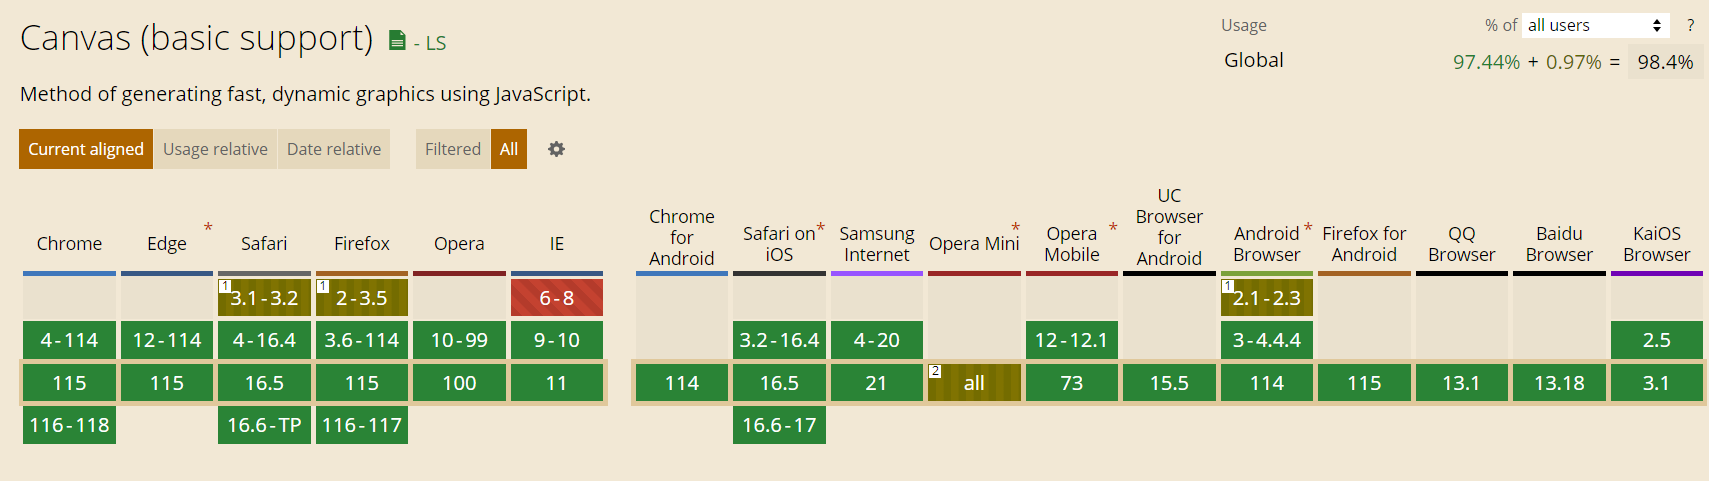 Canvas (basic support) - LS
Usage % of all users ?
Global 97.44% + 0.97% = 98.4%
Method of generating fast, dynamic graphics using JavaScript.
Current aligned Usage relative Date relative Filtered All
Chrome
Edge *
Safari
Firefox
Opera
IE
Chrome
for
Android
Safari on *
iOS
Samsung
Internet
Opera Mini *
Opera *
Mobile
UC
Browser
for
Android
Android *
Browser
Firefox for
Android
QQ
Browser
Baidu
Browser
KaiOS
Browser
1 3.1-3.2 1 2-3.5 6-8 1 2.1-2.3
4-114 12-114 4-16.4 3.6-114 10-99 9-10 3.2-16.4 4-20 12-12.1 3-4.4.4 2.5
115 115 16.5 115 100 11 114 16.5 21 2 all 73 15.5 114 115 13.1 13.18 3.1
116-118 16.6-TP 116-117 16.6-17